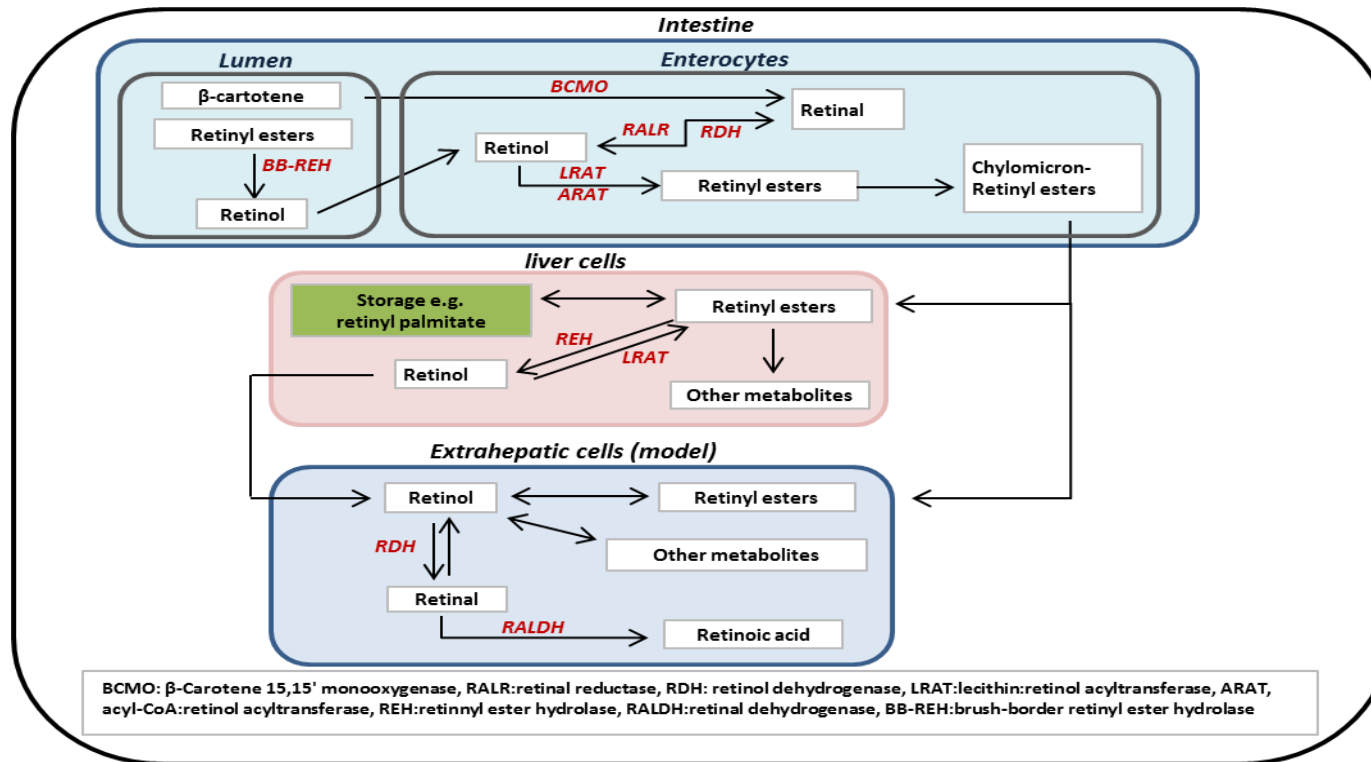 Intestine
Lumen
Enterocytes
β-cartotene
BCMO
Retinal
Retinyl esters
RALR
RDH
Retinol
BB-REH
LRAT
ARAT
Retinyl esters
Chylomicron-
Retinyl esters
Retinol
liver cells
Storage e.g.
retinyl palmitate
Retinyl esters
REH
LRAT
Retinol
Other metabolites
Extrahepatic cells (model)
Retinol
Retinyl esters
RDH
Other metabolites
Retinal
RALDH
Retinoic acid
BCMO: β-Carotene 15,15' monooxygenase, RALR:retinal reductase, RDH: retinol dehydrogenase, LRAT:lecithin:retinol acyltransferase, ARAT,
acyl-CoA:retinol acyltransferase, REH:retinnyl ester hydrolase, RALDH:retinal dehydrogenase, BB-REH:brush-border retinyl ester hydrolase